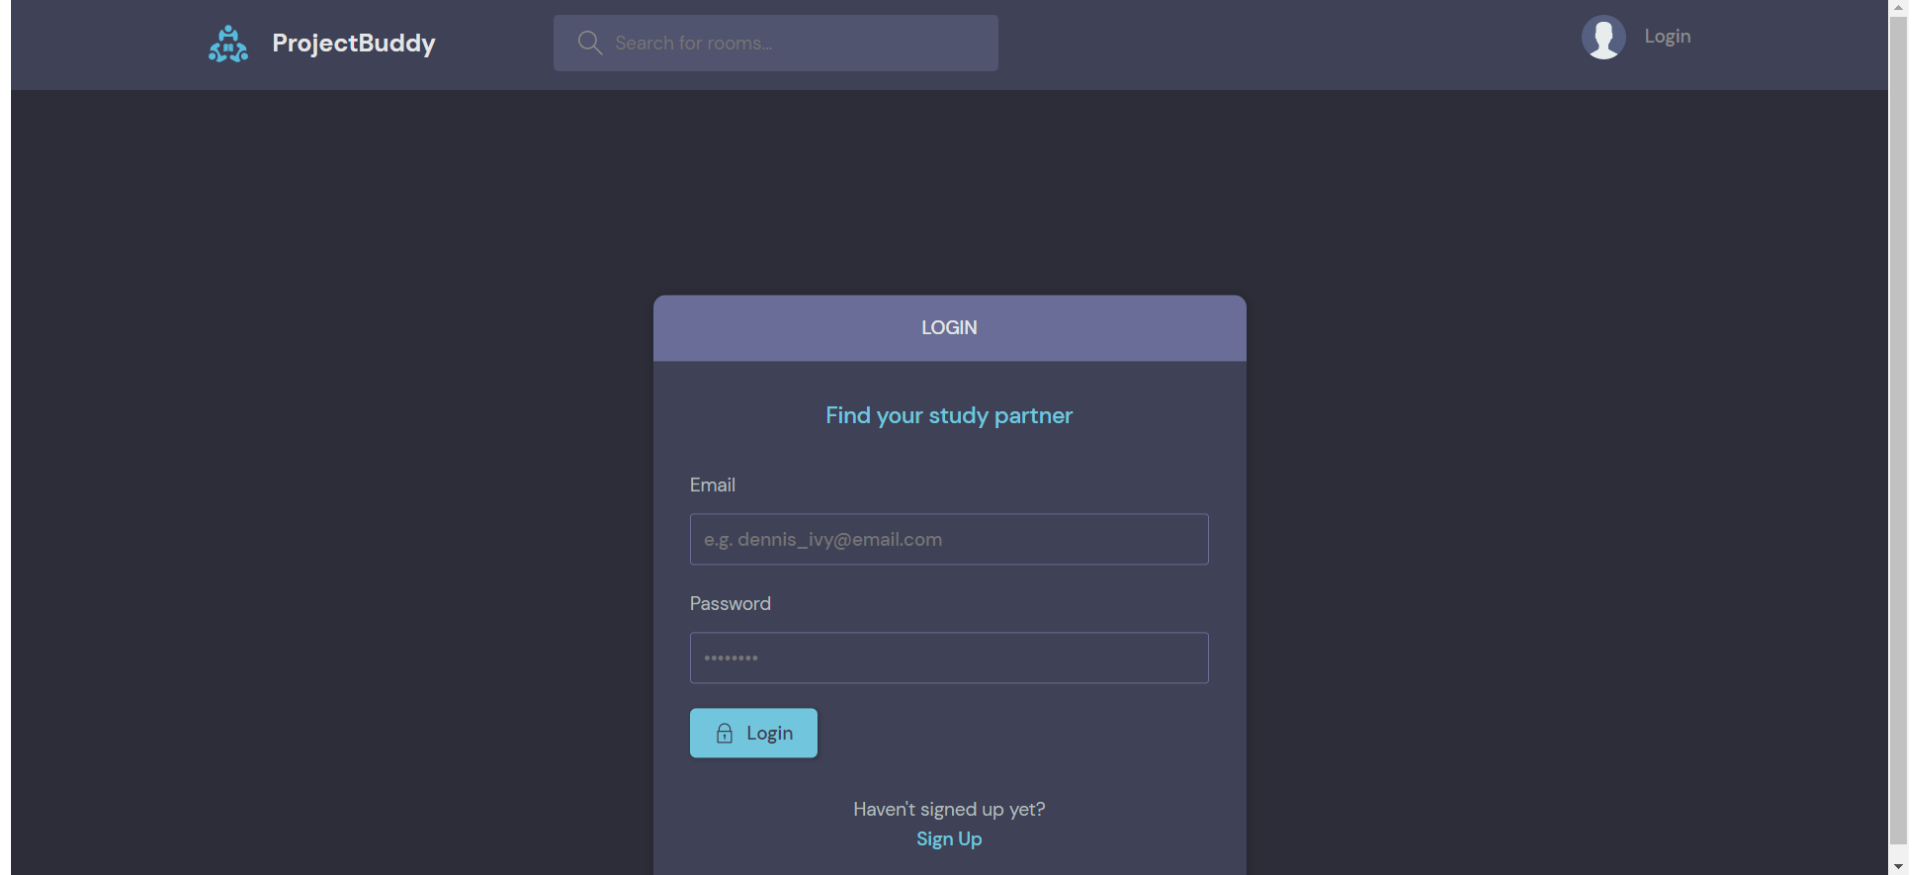 ProjectBuddy
Search for rooms...
Login
LOGIN
Find your study partner
Email
e.g. dennis_ivy@email.com
Password
••••••••
Login
Haven't signed up yet?
Sign Up